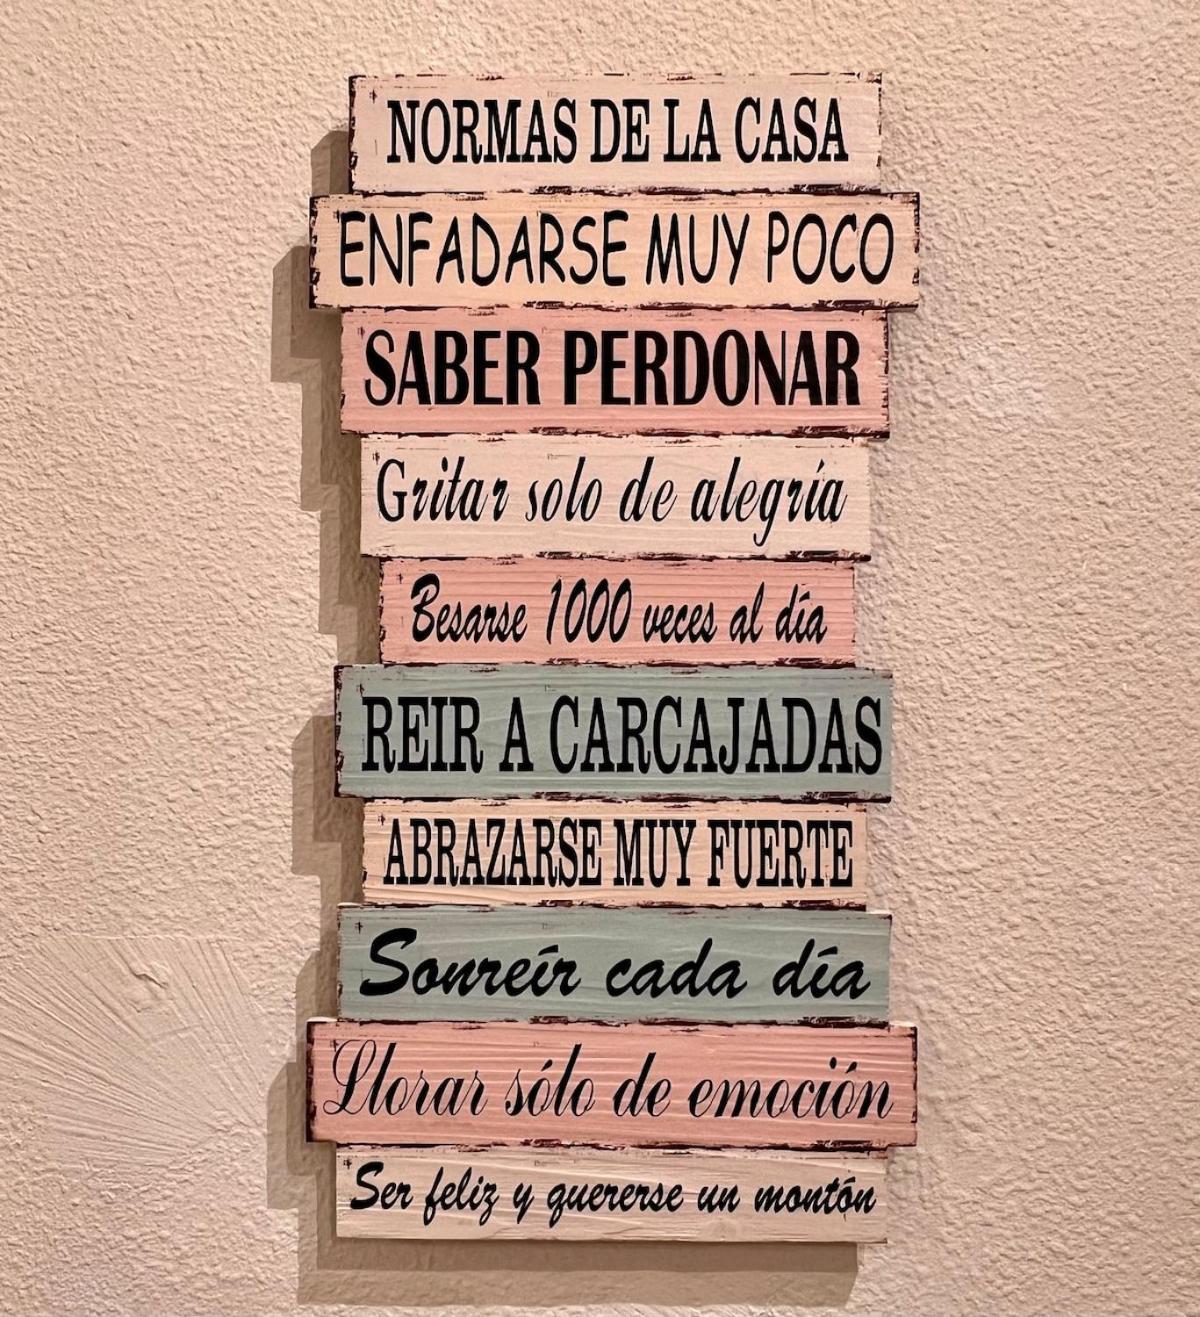 NORMAS DE LA CASA
ENFADARSE MUY POCO
SABER PERDONAR
Gritar solo de alegría
Besarse 1000 veces al día
REIR A CARCAJADAS
ABRAZARSE MUY FUERTE
Sonreír cada día
Llorar sólo de emoción
Ser feliz y quererse un montón